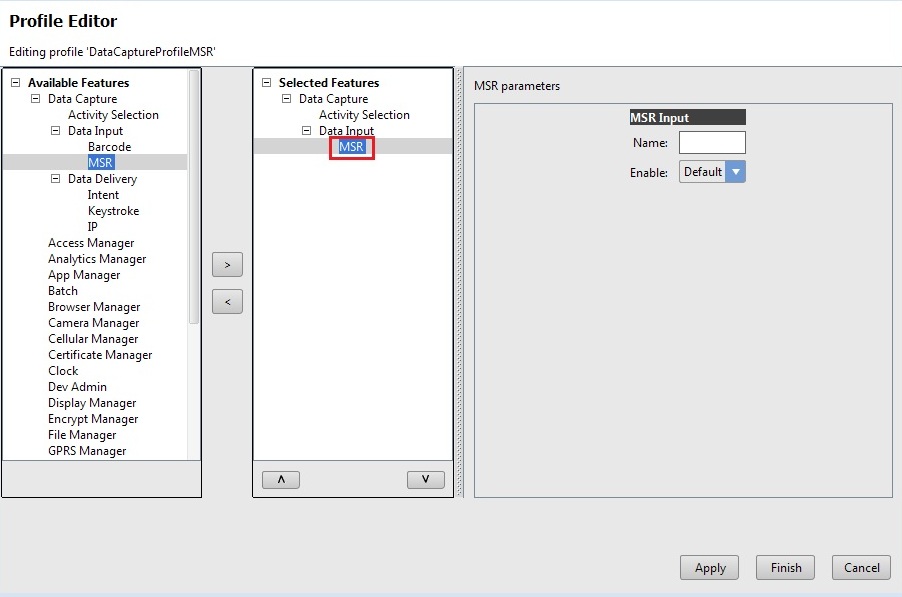 Profile Editor
Editing profile 'DataCaptureProfileMSR'
Available Features
Data Capture
Activity Selection
Data Input
Barcode
MSR
Data Delivery
Intent
Keystroke
IP
Access Manager
Analytics Manager
App Manager
Batch
Browser Manager
Camera Manager
Cellular Manager
Certificate Manager
Clock
Dev Admin
Display Manager
Encrypt Manager
File Manager
GPRS Manager
>
<
Selected Features
Data Capture
Activity Selection
Data Input
MSR
Λ V
MSR parameters
MSR Input
Name:
Enable: Default
Apply Finish Cancel